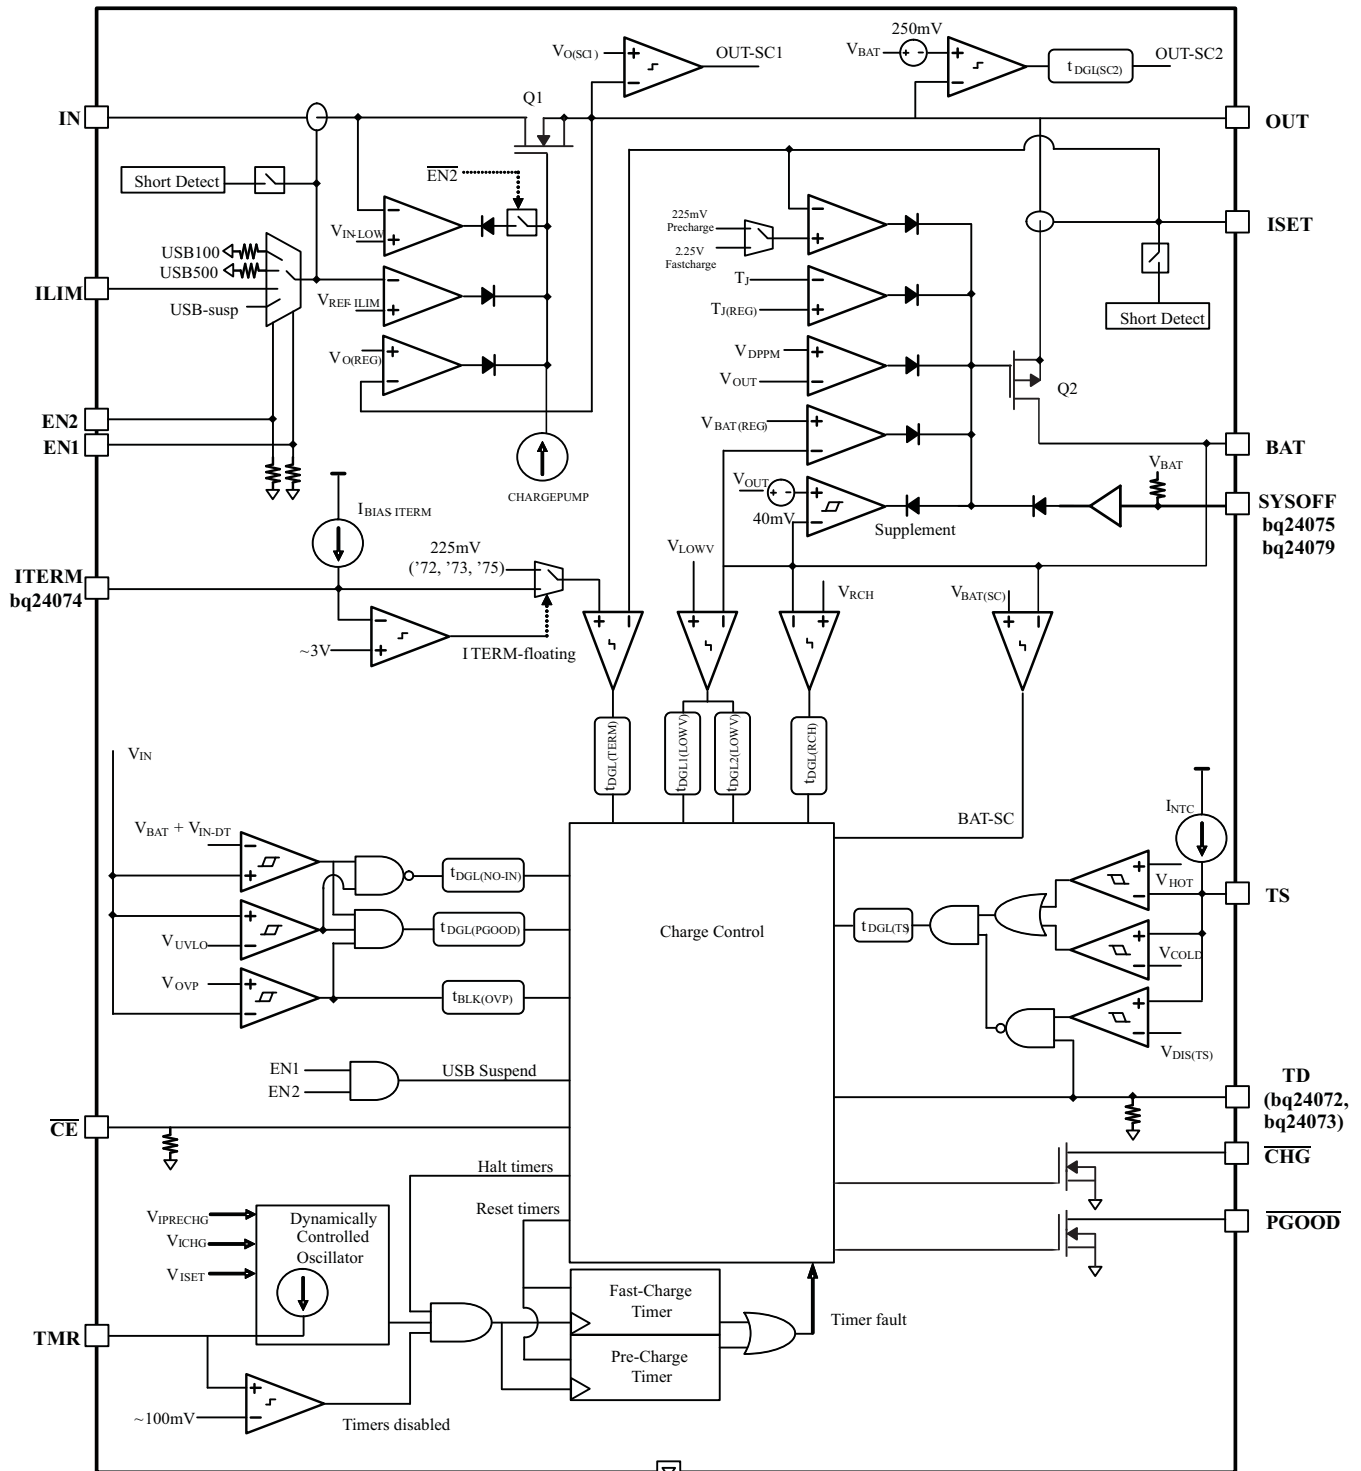 250mV
V_O(SC1)
OUT-SC1
V_BAT
t_DGL(SC2)
OUT-SC2
Q1
IN
OUT
EN2
Short Detect
225mV
Precharge
2.25V
Fastcharge
V_IN-LOW
ISET
USB100
USB500
ILIM
USB-susp
V_REF-ILIM
T_J
T_J(REG)
Short Detect
V_O(REG)
V_DPPM
V_OUT
Q2
EN2
EN1
V_BAT(REG)
BAT
V_BAT
CHARGEPUMP
V_OUT
40mV
Supplement
SYSOFF
bq24075
bq24079
I_BIAS ITERM
225mV
('72, '73, '75)
V_LOWV
ITERM
bq24074
V_RCH
V_BAT(SC)
~3V
I TERM-floating
t_DGL(TERM)
t_DGL1(LOWV)
t_DGL2(LOWV)
t_DGL(RCH)
V_IN
BAT-SC
I_NTC
V_BAT + V_IN-DT
t_DGL(NO-IN)
V_HOT
TS
V_UVLO
t_DGL(PGOOD)
Charge Control
t_DGL(TS)
V_COLD
V_OVP
t_BLK(OVP)
V_DIS(TS)
EN1
EN2
USB Suspend
TD
(bq24072,
bq24073)
CE
CHG
Halt timers
Reset timers
PGOOD
V_IPRECHG
V_ICHG
V_ISET
Dynamically
Controlled
Oscillator
Fast-Charge
Timer
Timer fault
TMR
Pre-Charge
Timer
~100mV
Timers disabled